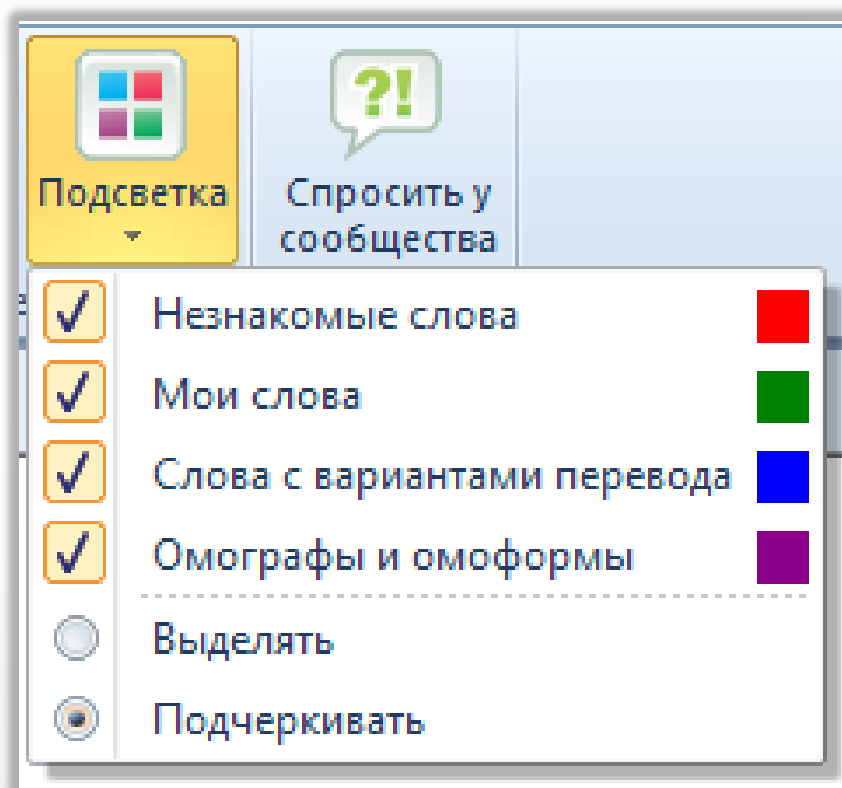 Подсветка
Спросить у
сообщества
Незнакомые слова
Мои слова
Слова с вариантами перевода
Омографы и омоформы
Выделять
Подчеркивать